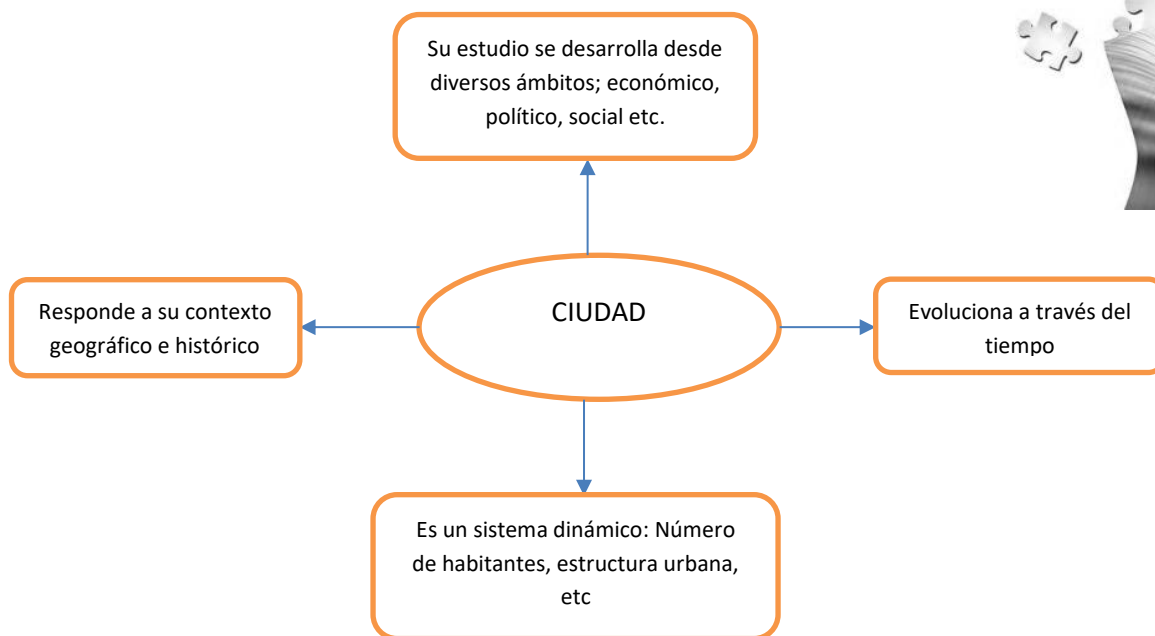 Su estudio se desarrolla desde
diversos ámbitos; económico,
político, social etc.
Responde a su contexto
geográfico e histórico
CIUDAD
Evoluciona a través del
tiempo
Es un sistema dinámico: Número
de habitantes, estructura urbana,
etc